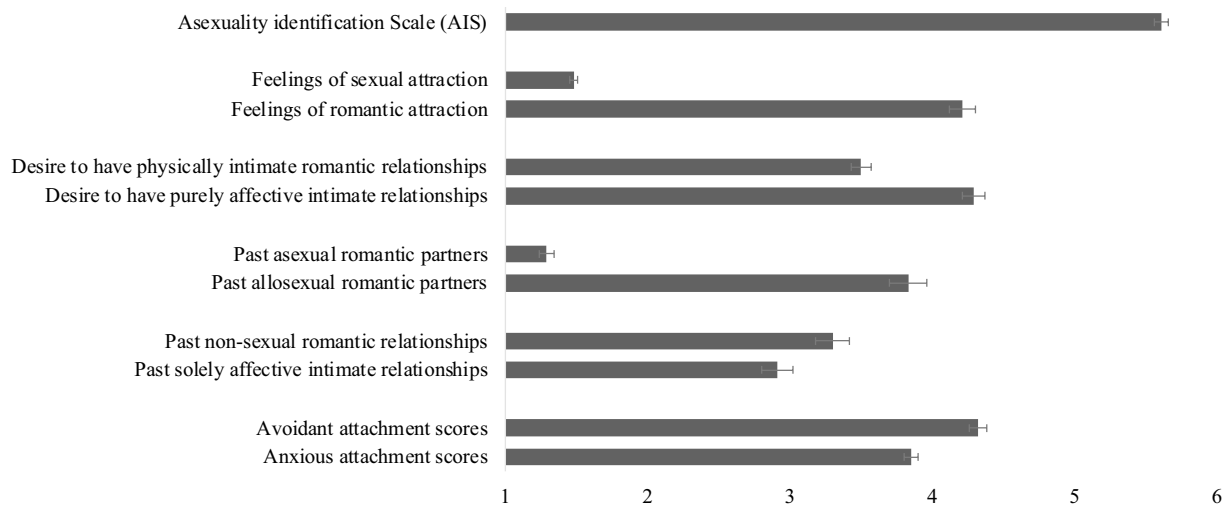 Asexuality identification Scale (AIS)
Feelings of sexual attraction
Feelings of romantic attraction
Desire to have physically intimate romantic relationships
Desire to have purely affective intimate relationships
Past asexual romantic partners
Past allosexual romantic partners
Past non-sexual romantic relationships
Past solely affective intimate relationships
Avoidant attachment scores
Anxious attachment scores
1 2 3 4 5 6